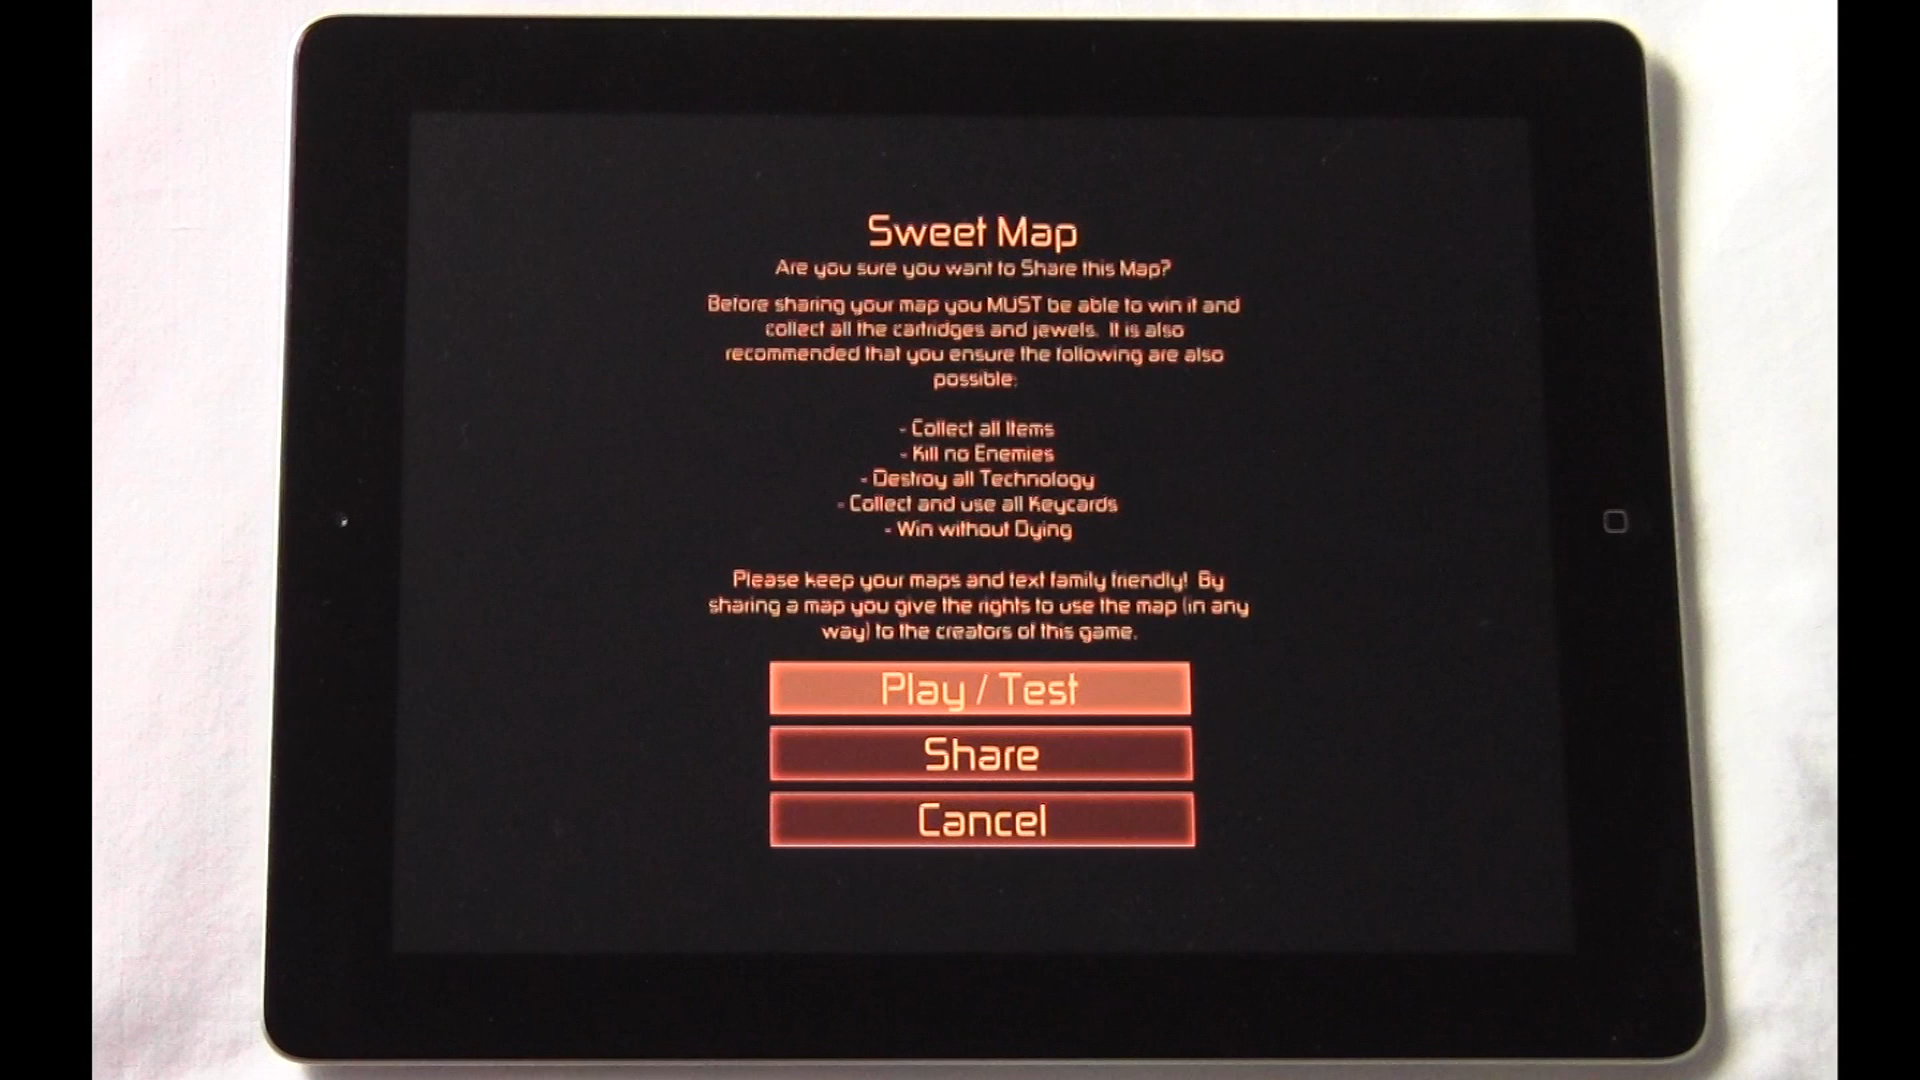 Sweet Map
Are you sure you want to Share this Map?
Before sharing your map you MUST be able to win it and
collect all the cartridges and jewels. It is also
recommended that you ensure the following are also
possible:
- Collect all Items
- Kill no Enemies
- Destroy all Technology
- Collect and use all Keycards
- Win without Dying
Please keep your maps and text family friendly! By
sharing a map you give the rights to use the map (in any
way) to the creators of this game.
Play / Test
Share
Cancel